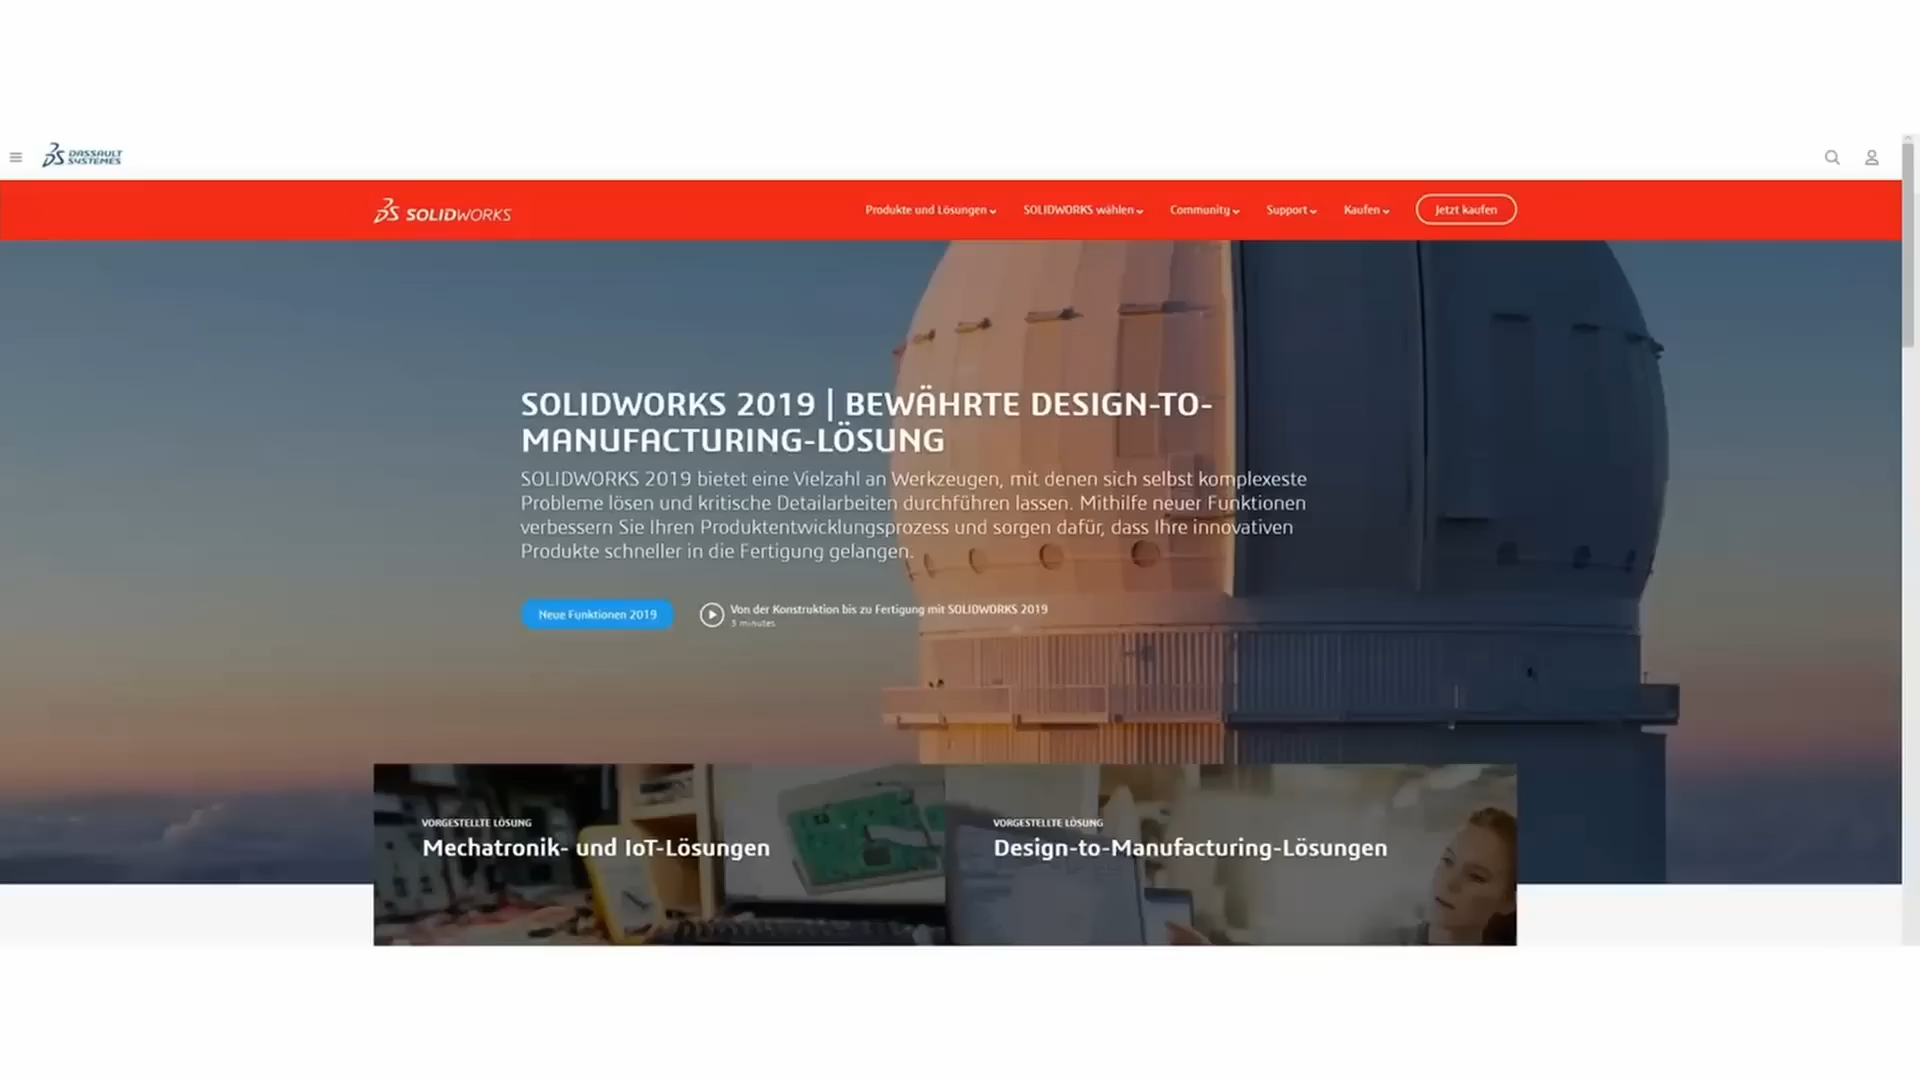 DASSAULT
SYSTEMES
SOLIDWORKS
Produkte und Lösungen
SOLIDWORKS wählen
Community
Support
Kaufen
Jetzt kaufen
SOLIDWORKS 2019 | BEWÄHRTE DESIGN-TO-
MANUFACTURING-LÖSUNG
SOLIDWORKS 2019 bietet eine Vielzahl an Werkzeugen, mit denen sich selbst komplexeste
Probleme lösen und kritische Detailarbeiten durchführen lassen. Mithilfe neuer Funktionen
verbessern Sie Ihren Produktentwicklungsprozess und sorgen dafür, dass Ihre innovativen
Produkte schneller in die Fertigung gelangen.
Neue Funktionen 2019
Von der Konstruktion bis zu Fertigung mit SOLIDWORKS 2019
3 minutes
VORGESTELLTE LÖSUNG
Mechatronik- und IoT-Lösungen
VORGESTELLTE LÖSUNG
Design-to-Manufacturing-Lösungen